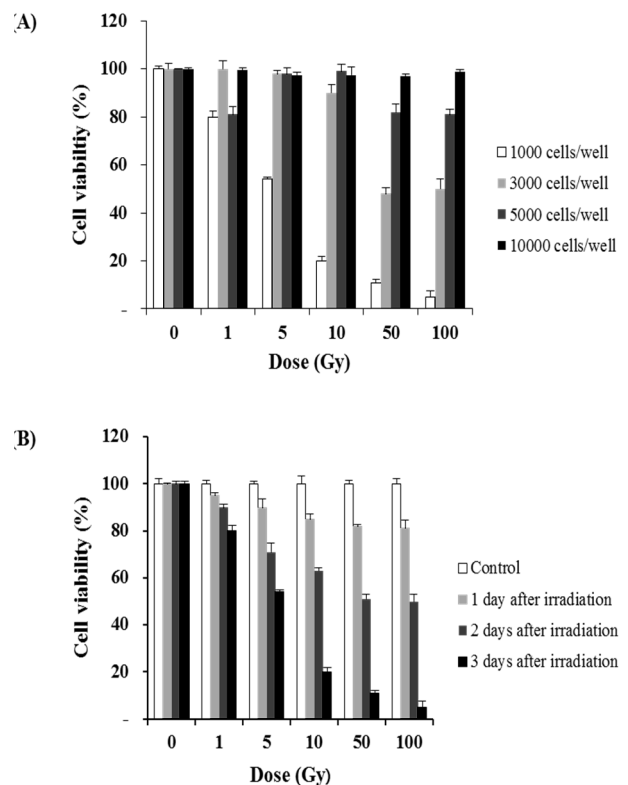 (A)
120
100
80
60
40
20
-
Cell viabiltiy (%)
0 1 5 10 50 100
Dose (Gy)
1000 cells/well
3000 cells/well
5000 cells/well
10000 cells/well
(B)
120
100
80
60
40
20
-
Cell viability (%)
0 1 5 10 50 100
Dose (Gy)
Control
1 day after irradiation
2 days after irradiation
3 days after irradiation